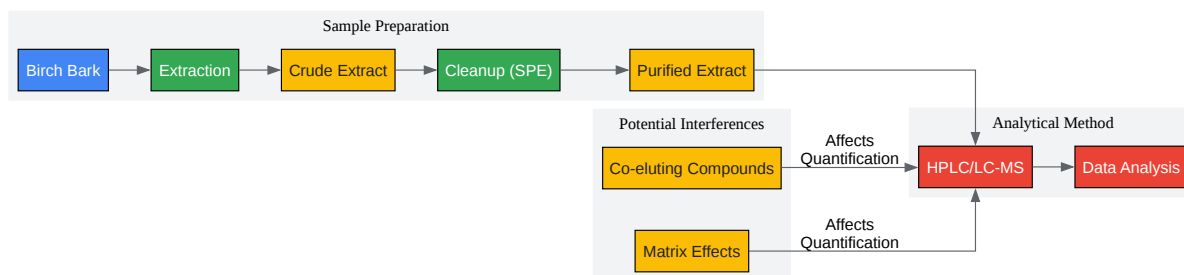 Sample Preparation
Birch Bark
Extraction
Crude Extract
Cleanup (SPE)
Purified Extract
Potential Interferences
Co-eluting Compounds
Matrix Effects
Affects
Quantification
Affects
Quantification
Analytical Method
HPLC/LC-MS
Data Analysis